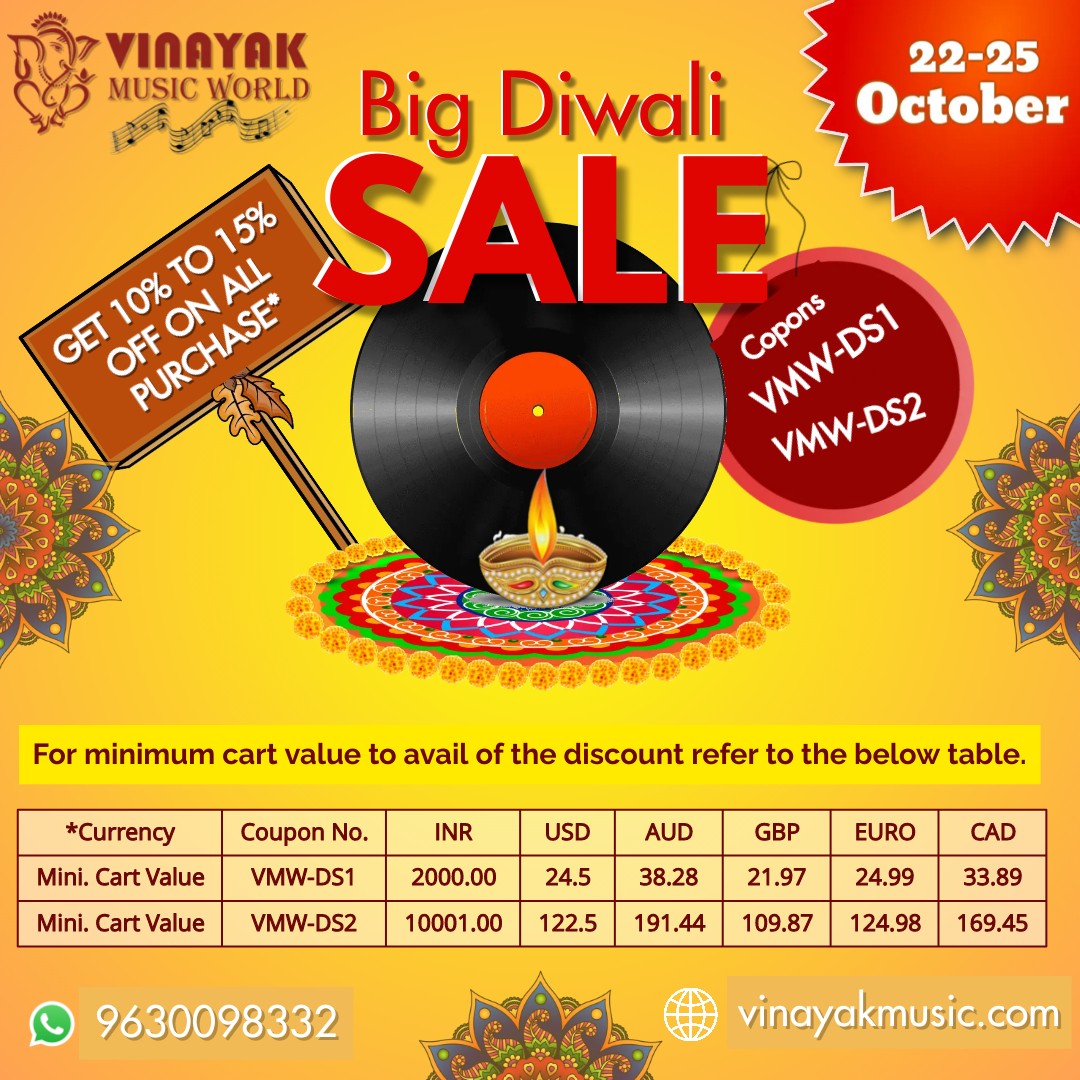 VINAYAK
MUSIC WORLD
Big Diwali
SALE
22-25
October
GET 10% TO 15%
OFF ON ALL
PURCHASE*
Copons
VMW-DS1
VMW-DS2
For minimum cart value to avail of the discount refer to the below table.
*Currency Coupon No. INR USD AUD GBP EURO CAD
Mini. Cart Value VMW-DS1 2000.00 24.5 38.28 21.97 24.99 33.89
Mini. Cart Value VMW-DS2 10001.00 122.5 191.44 109.87 124.98 169.45
9630098332
vinayakmusic.com